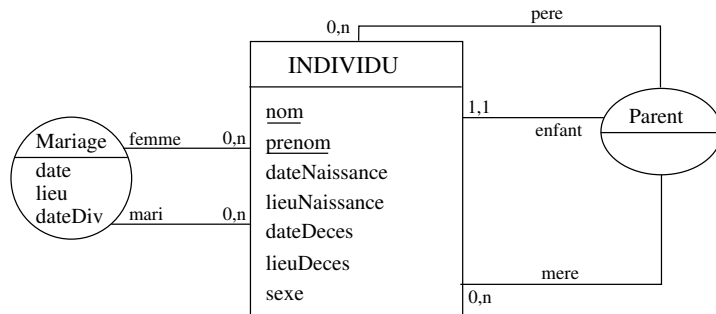 pere
0,n
INDIVIDU
1,1
Parent
nom
enfant
Mariage
femme
0,n
prenom
date
dateNaissance
lieu
lieuNaissance
dateDiv
mari
0,n
dateDeces
lieuDeces
mere
sexe
0,n